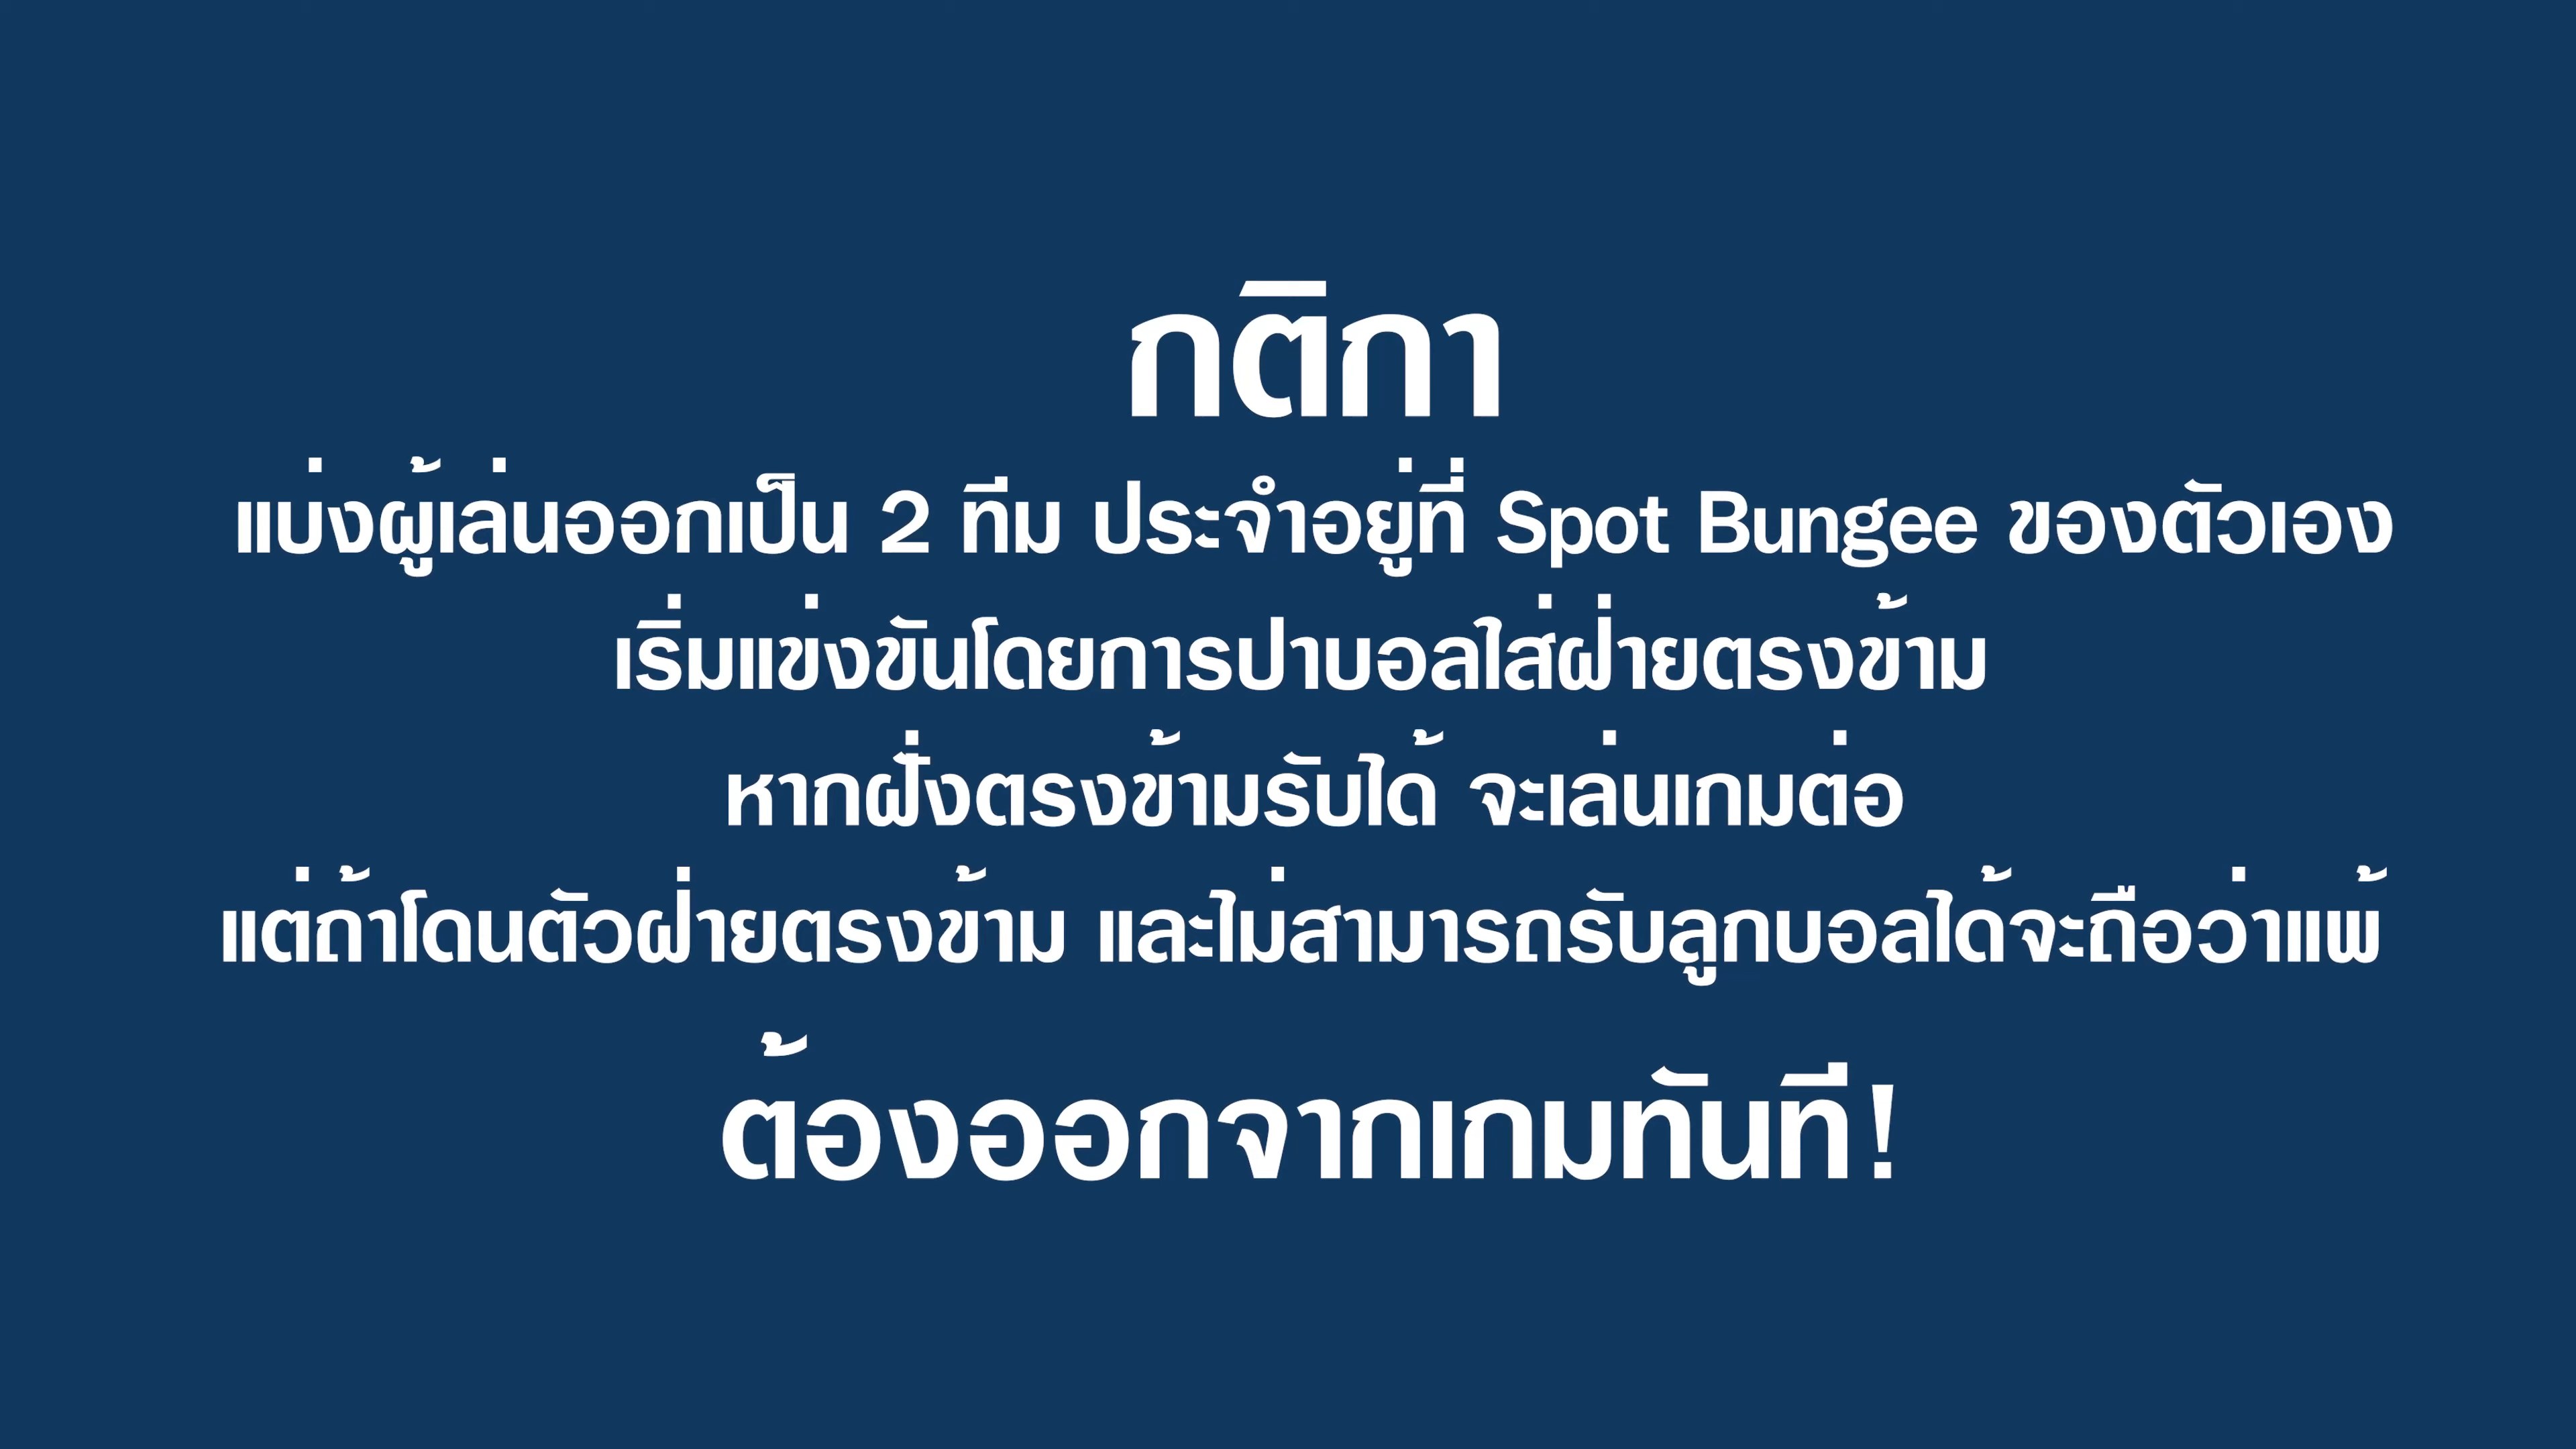 กติกา
แบ่งผู้เล่นออกเป็น 2 ทีม ประจำอยู่ที่ Spot Bungee ของตัวเอง
เริ่มแข่งขันโดยการปาบอลใส่ฝ่ายตรงข้าม
หากฝั่งตรงข้ามรับได้ จะเล่นเกมต่อ
แต่ถ้าโดนตัวฝ่ายตรงข้าม และไม่สามารถรับลูกบอลได้จะถือว่าแพ้
ต้องออกจากเกมทันที!